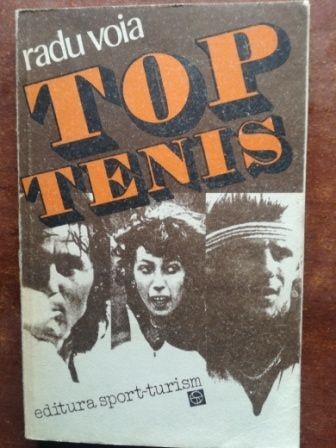 radu voia
TOP
TENIS
editura sport-turism